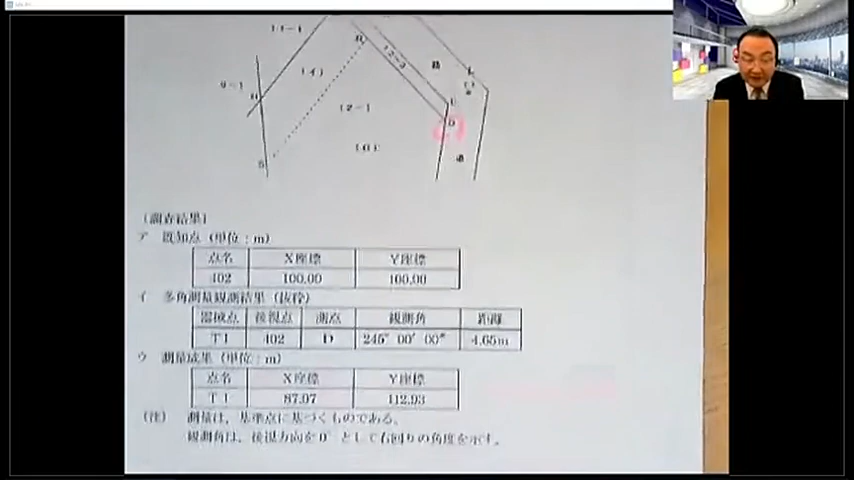 11-1
12-3
9-1
H
(イ)
12-1
(ロ)
D
道
(調査結果)
ア 既知点 (単位:m)
点名 X座標 Y座標
402 100.00 100.00
イ 多角測量観測結果 (抜粋)
器械点 後視点 測点 観測角 距離
T1 402 D 245° 00′ 00″ 4.65m
ウ 測量成果 (単位:m)
点名 X座標 Y座標
T1 87.07 112.93
(注) 測量は、基準点に基づくものである。
観測角は、後視方向を0°として右回りの角度を示す。